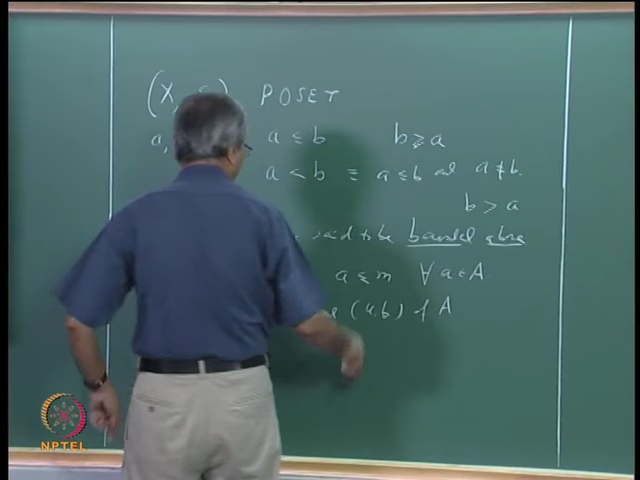 (X, ≤) POSET
a, a ≤ b b ≥ a
a < b ≡ a ≤ b and a ≠ b.
b > a
said to be bounded above
a ≤ m ∀ a ∈ A
(u.b) of A
NPTEL